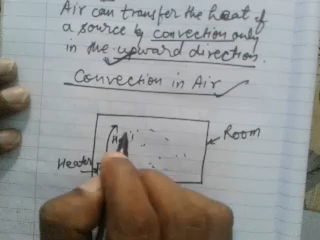 Air can transfer the heat of
a source by convection only
in the upward direction.
Convection in Air
Room
Heater